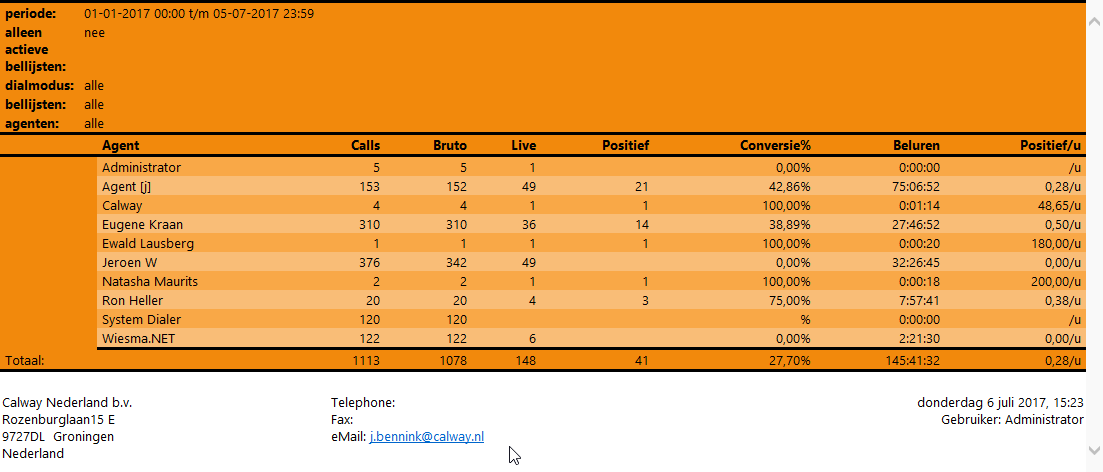 periode: 01-01-2017 00:00 t/m 05-07-2017 23:59
alleen nee
actieve
bellijsten:
dialmodus: alle
bellijsten: alle
agenten: alle
Agent Calls Bruto Live Positief Conversie% Beluren Positief/u
Administrator 5 5 1 0,00% 0:00:00 /u
Agent [j] 153 152 49 21 42,86% 75:06:52 0,28/u
Calway 4 4 1 1 100,00% 0:01:14 48,65/u
Eugene Kraan 310 310 36 14 38,89% 27:46:52 0,50/u
Ewald Lausberg 1 1 1 1 100,00% 0:00:20 180,00/u
Jeroen W 376 342 49 0,00% 32:26:45 0,00/u
Natasha Maurits 2 2 1 1 100,00% 0:00:18 200,00/u
Ron Heller 20 20 4 3 75,00% 7:57:41 0,38/u
System Dialer 120 120 % 0:00:00 /u
Wiesma.NET 122 122 6 0,00% 2:21:30 0,00/u
Totaal: 1113 1078 148 41 27,70% 145:41:32 0,28/u
Calway Nederland b.v. Telephone: donderdag 6 juli 2017, 15:23
Rozenburglaan15 E Fax: Gebruiker: Administrator
9727DL Groningen eMail: j.bennink@calway.nl
Nederland